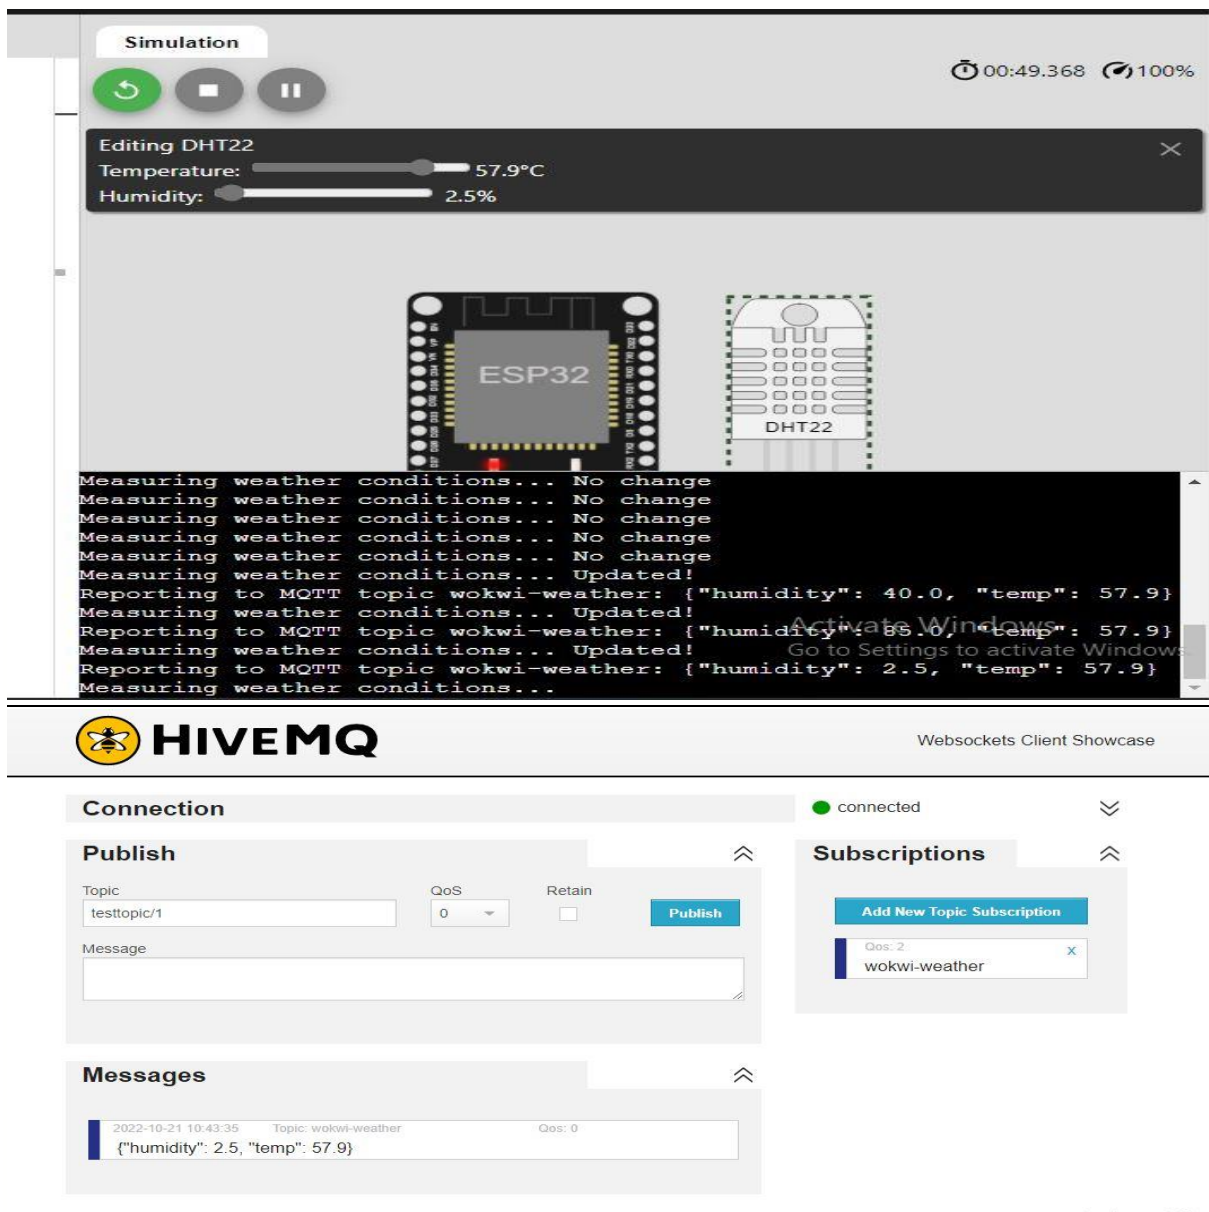 Simulation
00:49.368 100%
Editing DHT22
Temperature: 57.9°C
Humidity: 2.5%
ESP32
DHT22
Measuring weather conditions... No change
Measuring weather conditions... No change
Measuring weather conditions... No change
Measuring weather conditions... No change
Measuring weather conditions... No change
Measuring weather conditions... Updated!
Reporting to MQTT topic wokwi-weather: {"humidity": 40.0, "temp": 57.9}
Measuring weather conditions... Updated!
Reporting to MQTT topic wokwi-weather: {"humidity": 85.0, "temp": 57.9}
Measuring weather conditions... Updated!
Reporting to MQTT topic wokwi-weather: {"humidity": 2.5, "temp": 57.9}
Measuring weather conditions...
Activate Windows
Go to Settings to activate Windows.
HIVEMQ
Websockets Client Showcase
Connection
connected
Publish
Subscriptions
Topic QoS Retain
testtopic/1 0 Publish
Add New Topic Subscription
Message
Qos: 2 x
wokwi-weather
Messages
2022-10-21 10:43:35 Topic: wokwi-weather Qos: 0
{"humidity": 2.5, "temp": 57.9}